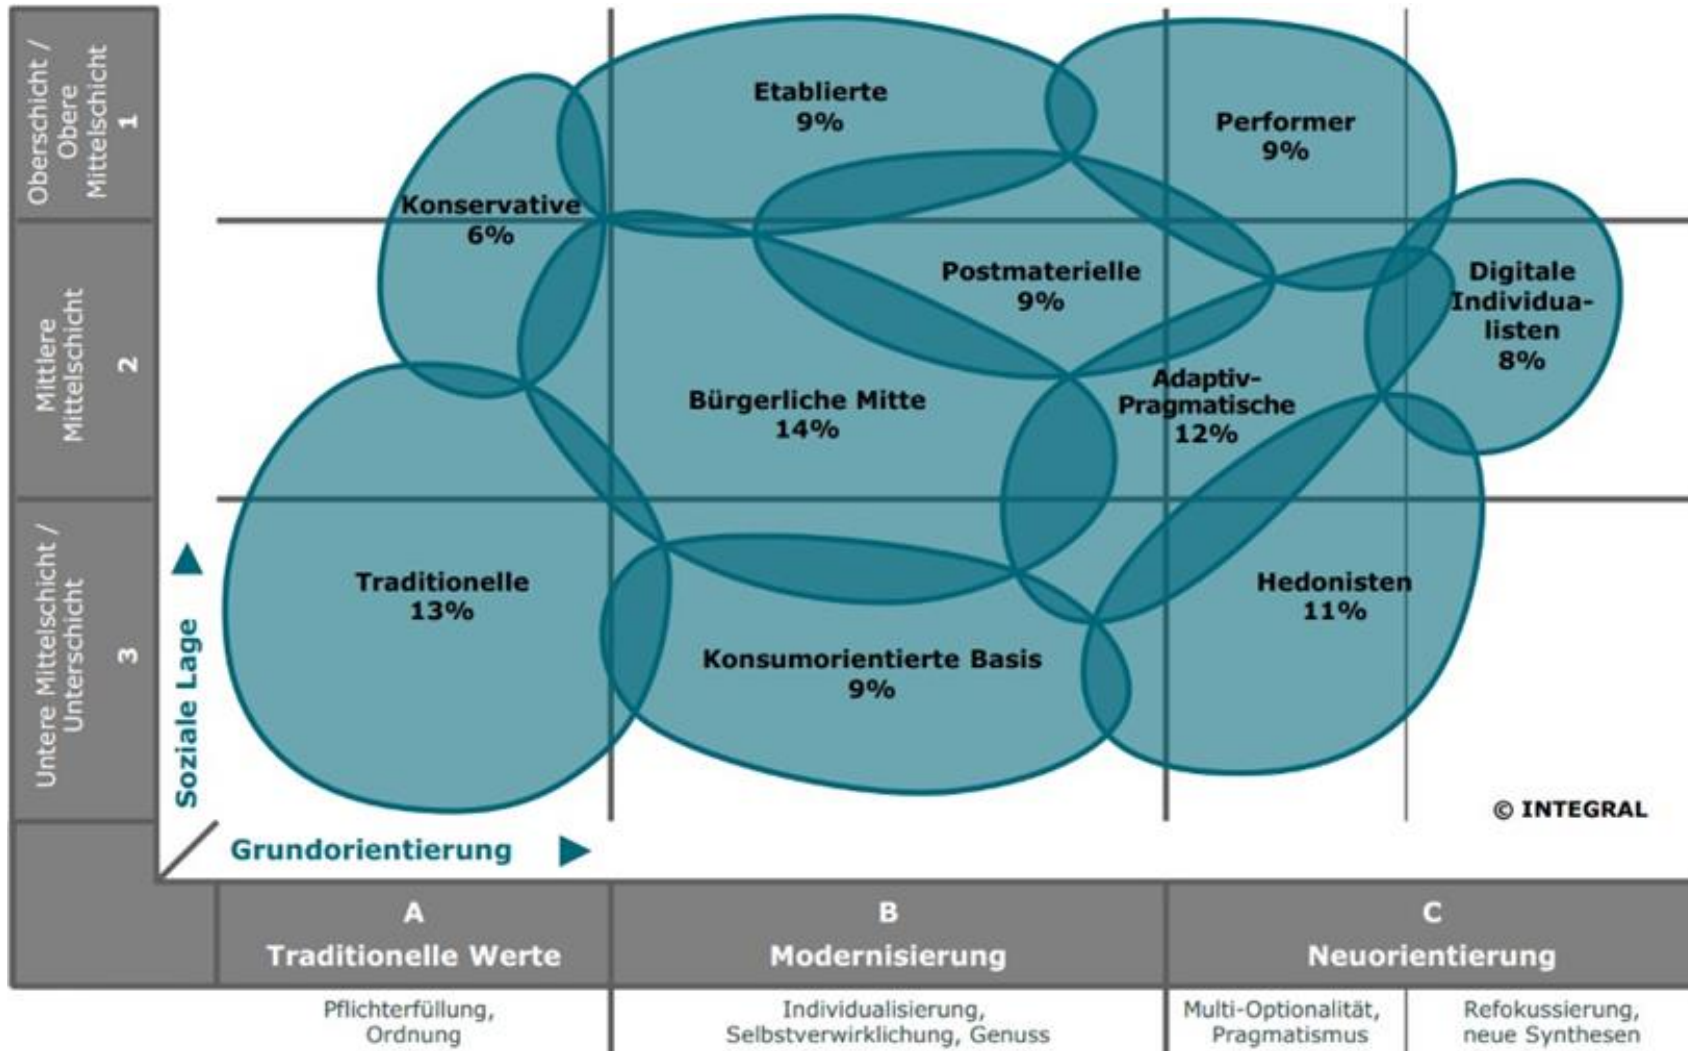 Oberschicht /
Obere
Mittelschicht
1
Mittlere
Mittelschicht
2
Untere Mittelschicht /
Unterschicht
3
Soziale Lage
Etablierte
9%
Performer
9%
Konservative
6%
Postmaterielle
9%
Digitale
Individua-
listen
8%
Bürgerliche Mitte
14%
Adaptiv-
Pragmatische
12%
Traditionelle
13%
Hedonisten
11%
Konsumorientierte Basis
9%
© INTEGRAL
Grundorientierung
A
Traditionelle Werte
B
Modernisierung
C
Neuorientierung
Pflichterfüllung,
Ordnung
Individualisierung,
Selbstverwirklichung, Genuss
Multi-Optionalität,
Pragmatismus
Refokussierung,
neue Synthesen